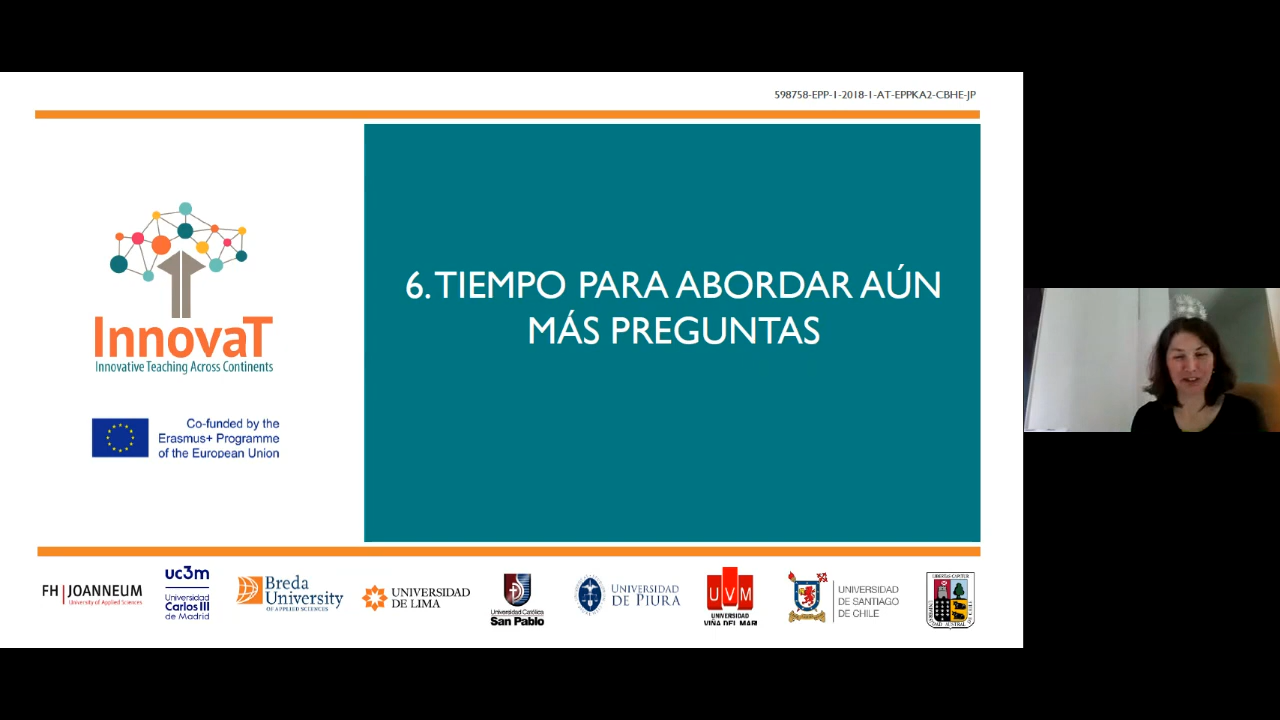 598758-EPP-1-2018-1-AT-EPPKA2-CBHE-JP
6. TIEMPO PARA ABORDAR AÚN
MÁS PREGUNTAS
InnovaT
Innovative Teaching Across Continents
Co-funded by the
Erasmus+ Programme
of the European Union
FH JOANNEUM
University of Applied Sciences
uc3m
Universidad
Carlos III
de Madrid
Breda
University
OF APPLIED SCIENCES
UNIVERSIDAD
DE LIMA
Universidad Católica
San Pablo
UNIVERSIDAD
DE PIURA
UVM
UNIVERSIDAD
VIÑA DEL MAR
UNIVERSIDAD
DE SANTIAGO
DE CHILE
LIBERTAS CAPITUR